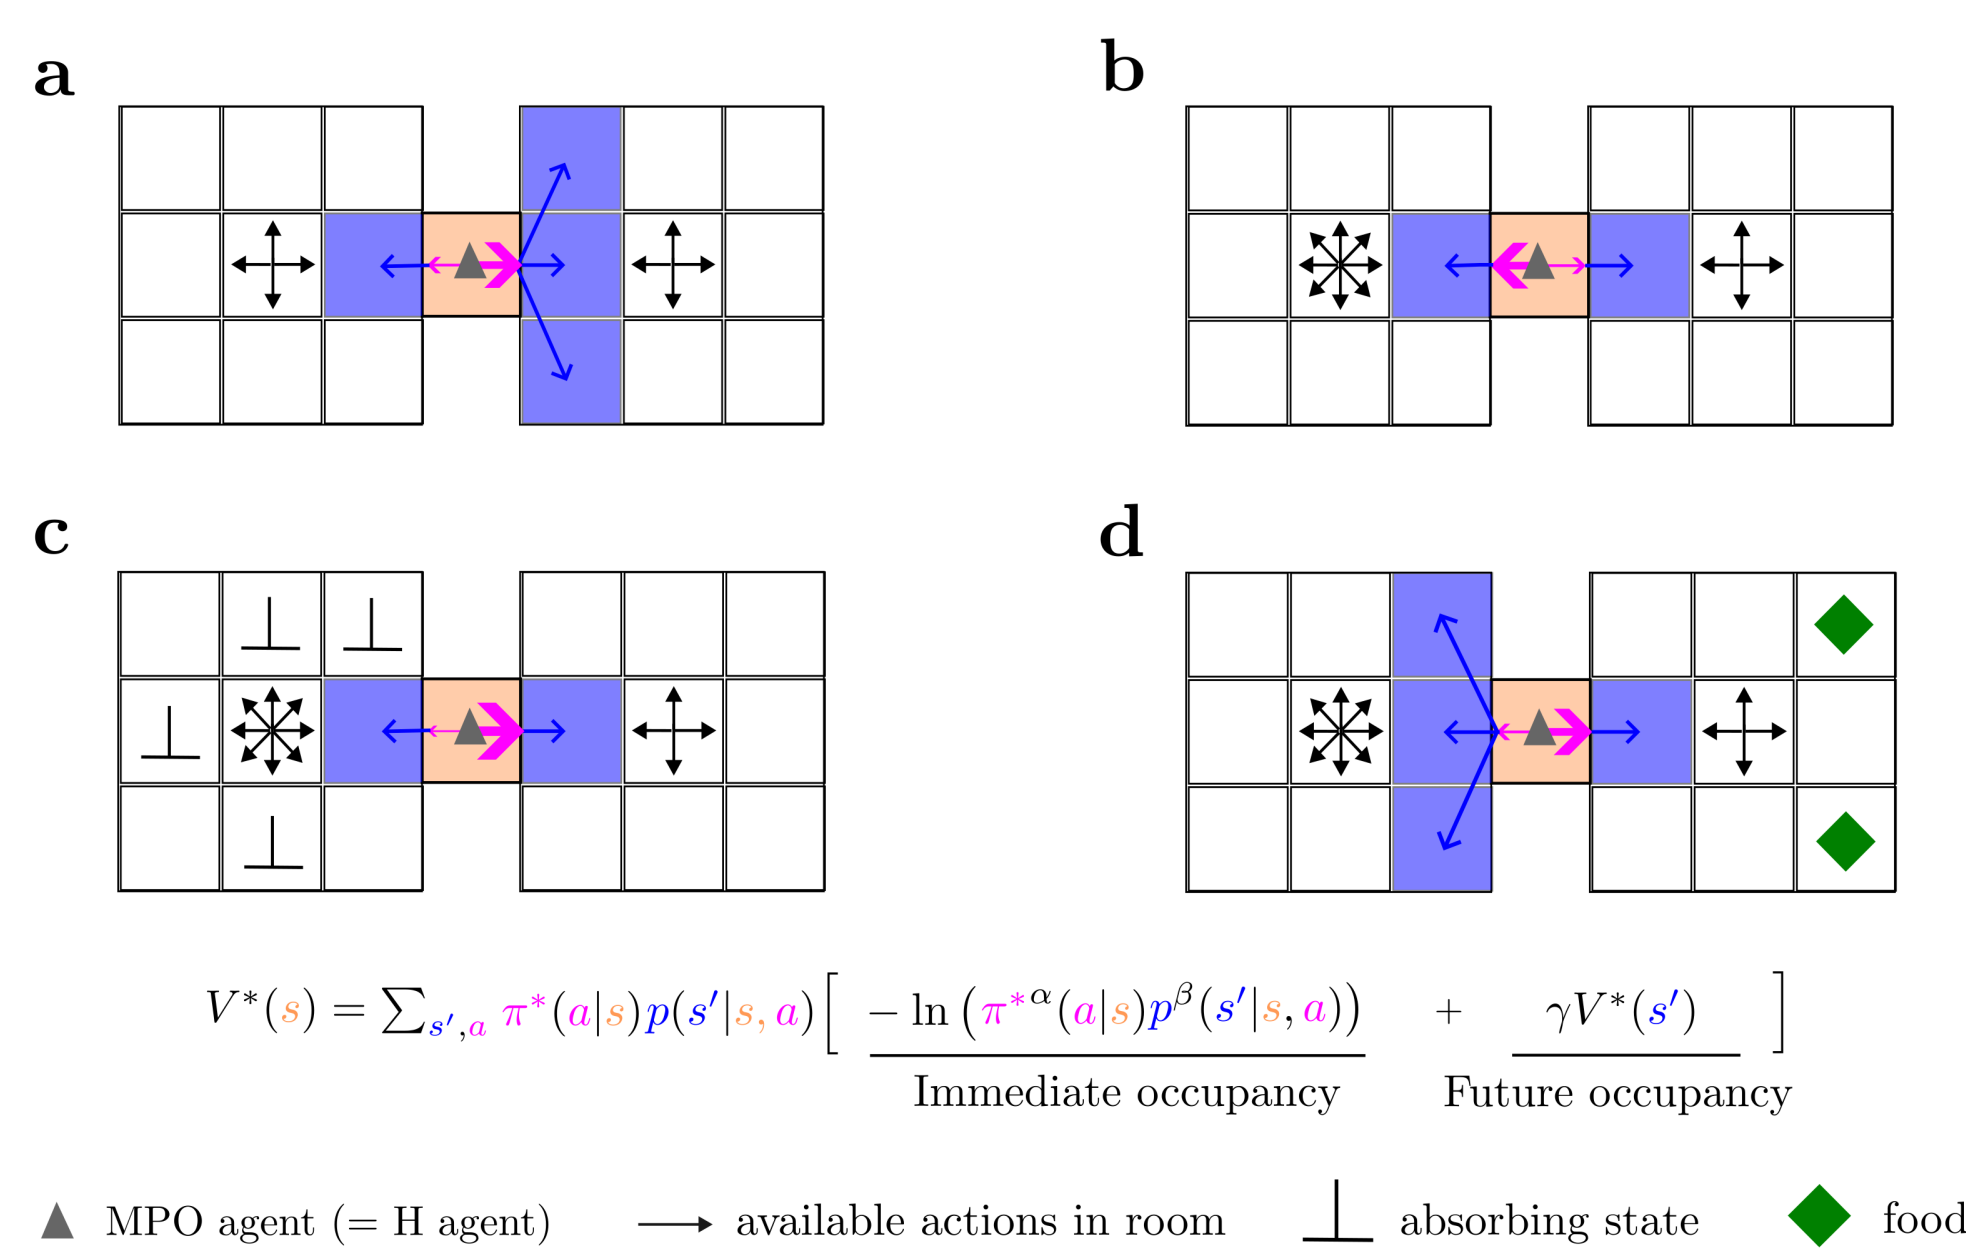 a
b
c
d
V*(s) = ∑s',a π*(a|s)p(s'|s,a)[ − ln (π*α(a|s)pβ(s'|s,a)) + γV*(s') ]
Immediate occupancy Future occupancy
MPO agent (= H agent) available actions in room absorbing state food